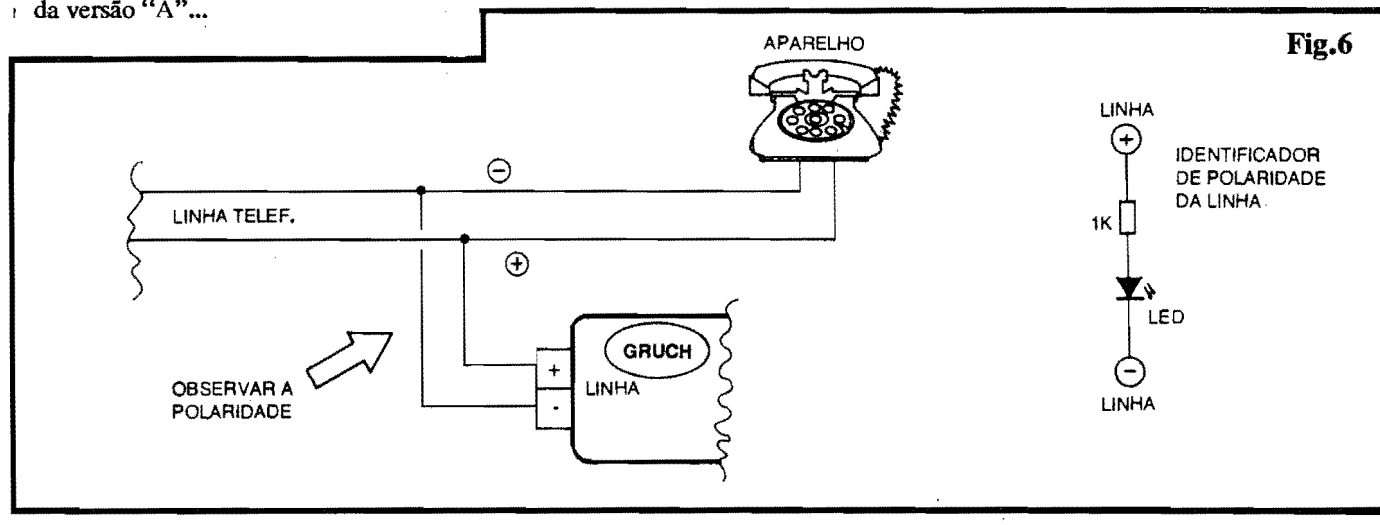 da versão “A”...
Fig.6
APARELHO
LINHA
+
IDENTIFICADOR
DE POLARIDADE
DA LINHA
1K
LED
−
LINHA
−
LINHA TELEF.
+
OBSERVAR A
POLARIDADE
+
-
LINHA
GRUCH